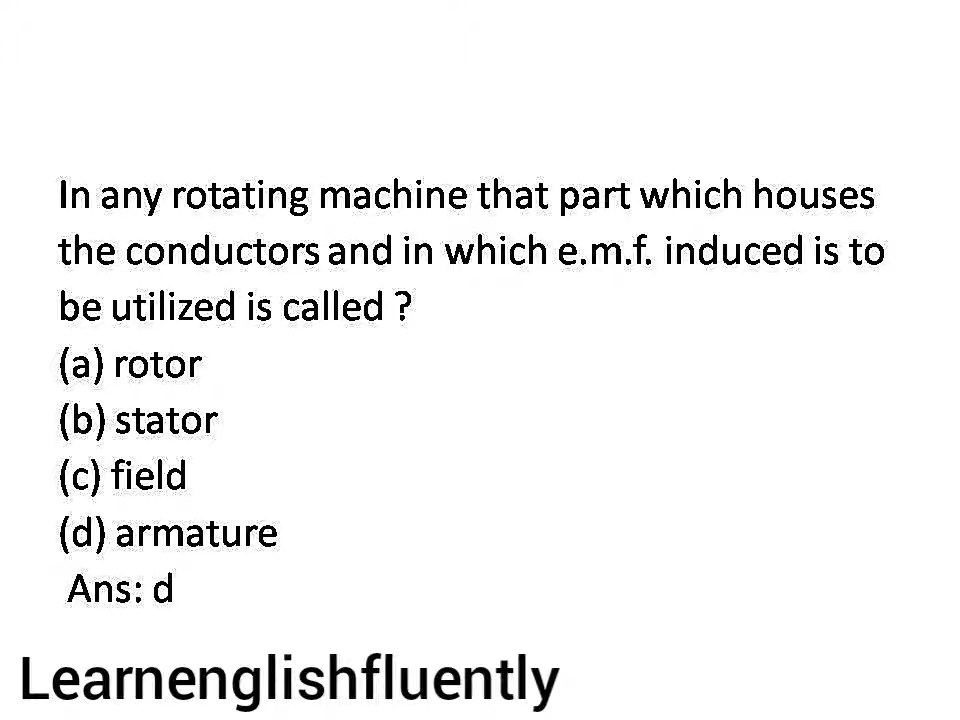 In any rotating machine that part which houses
the conductors and in which e.m.f. induced is to
be utilized is called ?
(a) rotor
(b) stator
(c) field
(d) armature
Ans: d
Learnenglishfluently